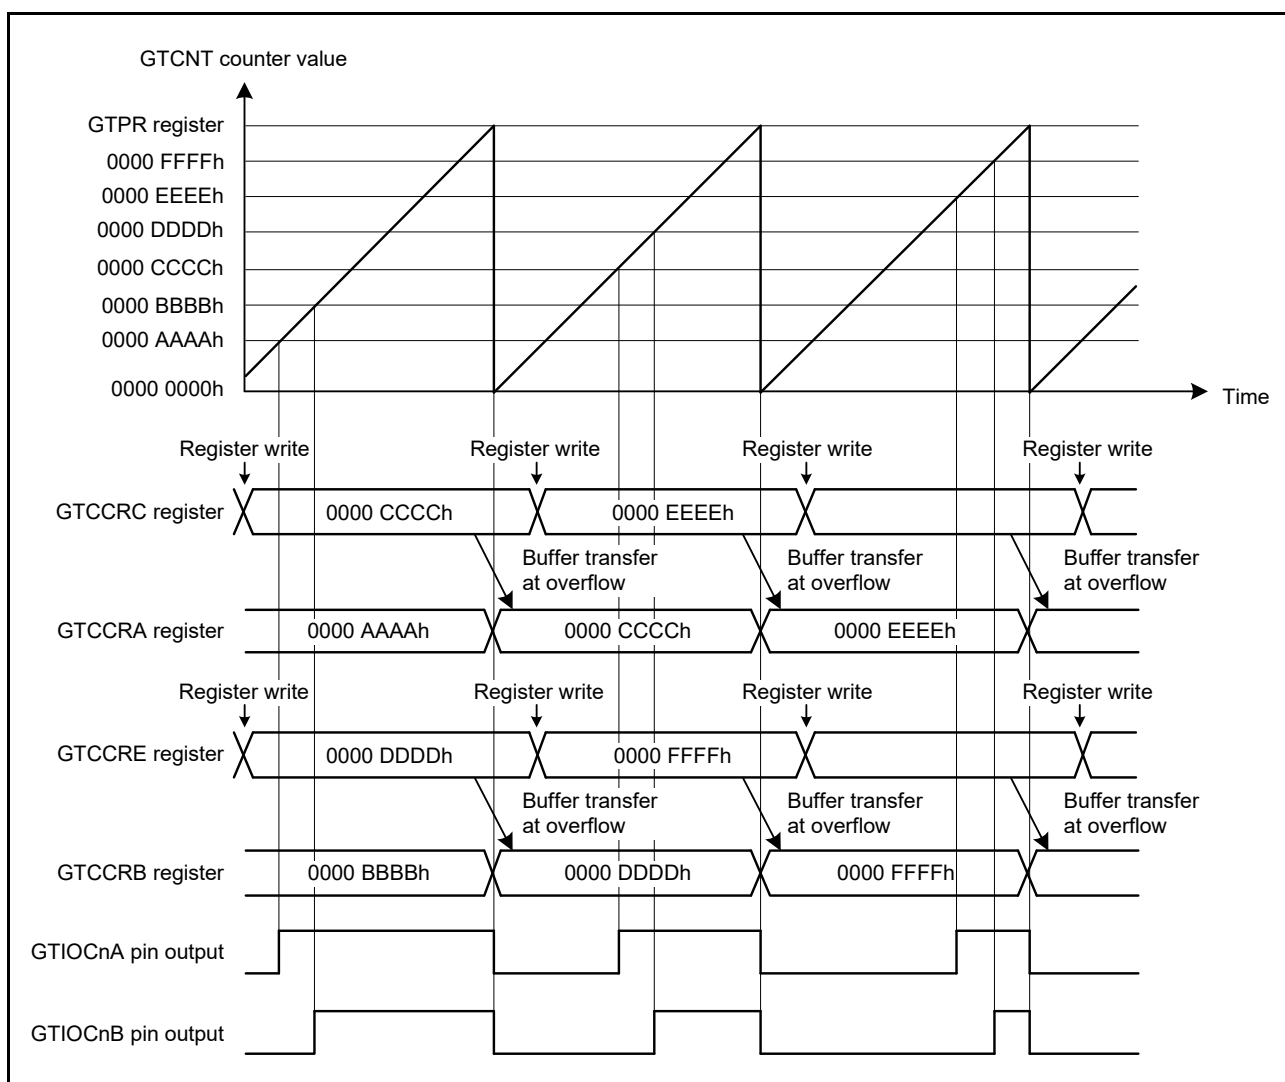 GTCNT counter value
GTPR register
0000 FFFFh
0000 EEEEh
0000 DDDDh
0000 CCCCh
0000 BBBBh
0000 AAAAh
0000 0000h
Time
Register write Register write Register write Register write
GTCCRC register 0000 CCCCh 0000 EEEEh
Buffer transfer Buffer transfer Buffer transfer
at overflow at overflow at overflow
GTCCRA register 0000 AAAAh 0000 CCCCh 0000 EEEEh
Register write Register write Register write Register write
GTCCRE register 0000 DDDDh 0000 FFFFh
Buffer transfer Buffer transfer Buffer transfer
at overflow at overflow at overflow
GTCCRB register 0000 BBBBh 0000 DDDDh 0000 FFFFh
GTIOCnA pin output
GTIOCnB pin output